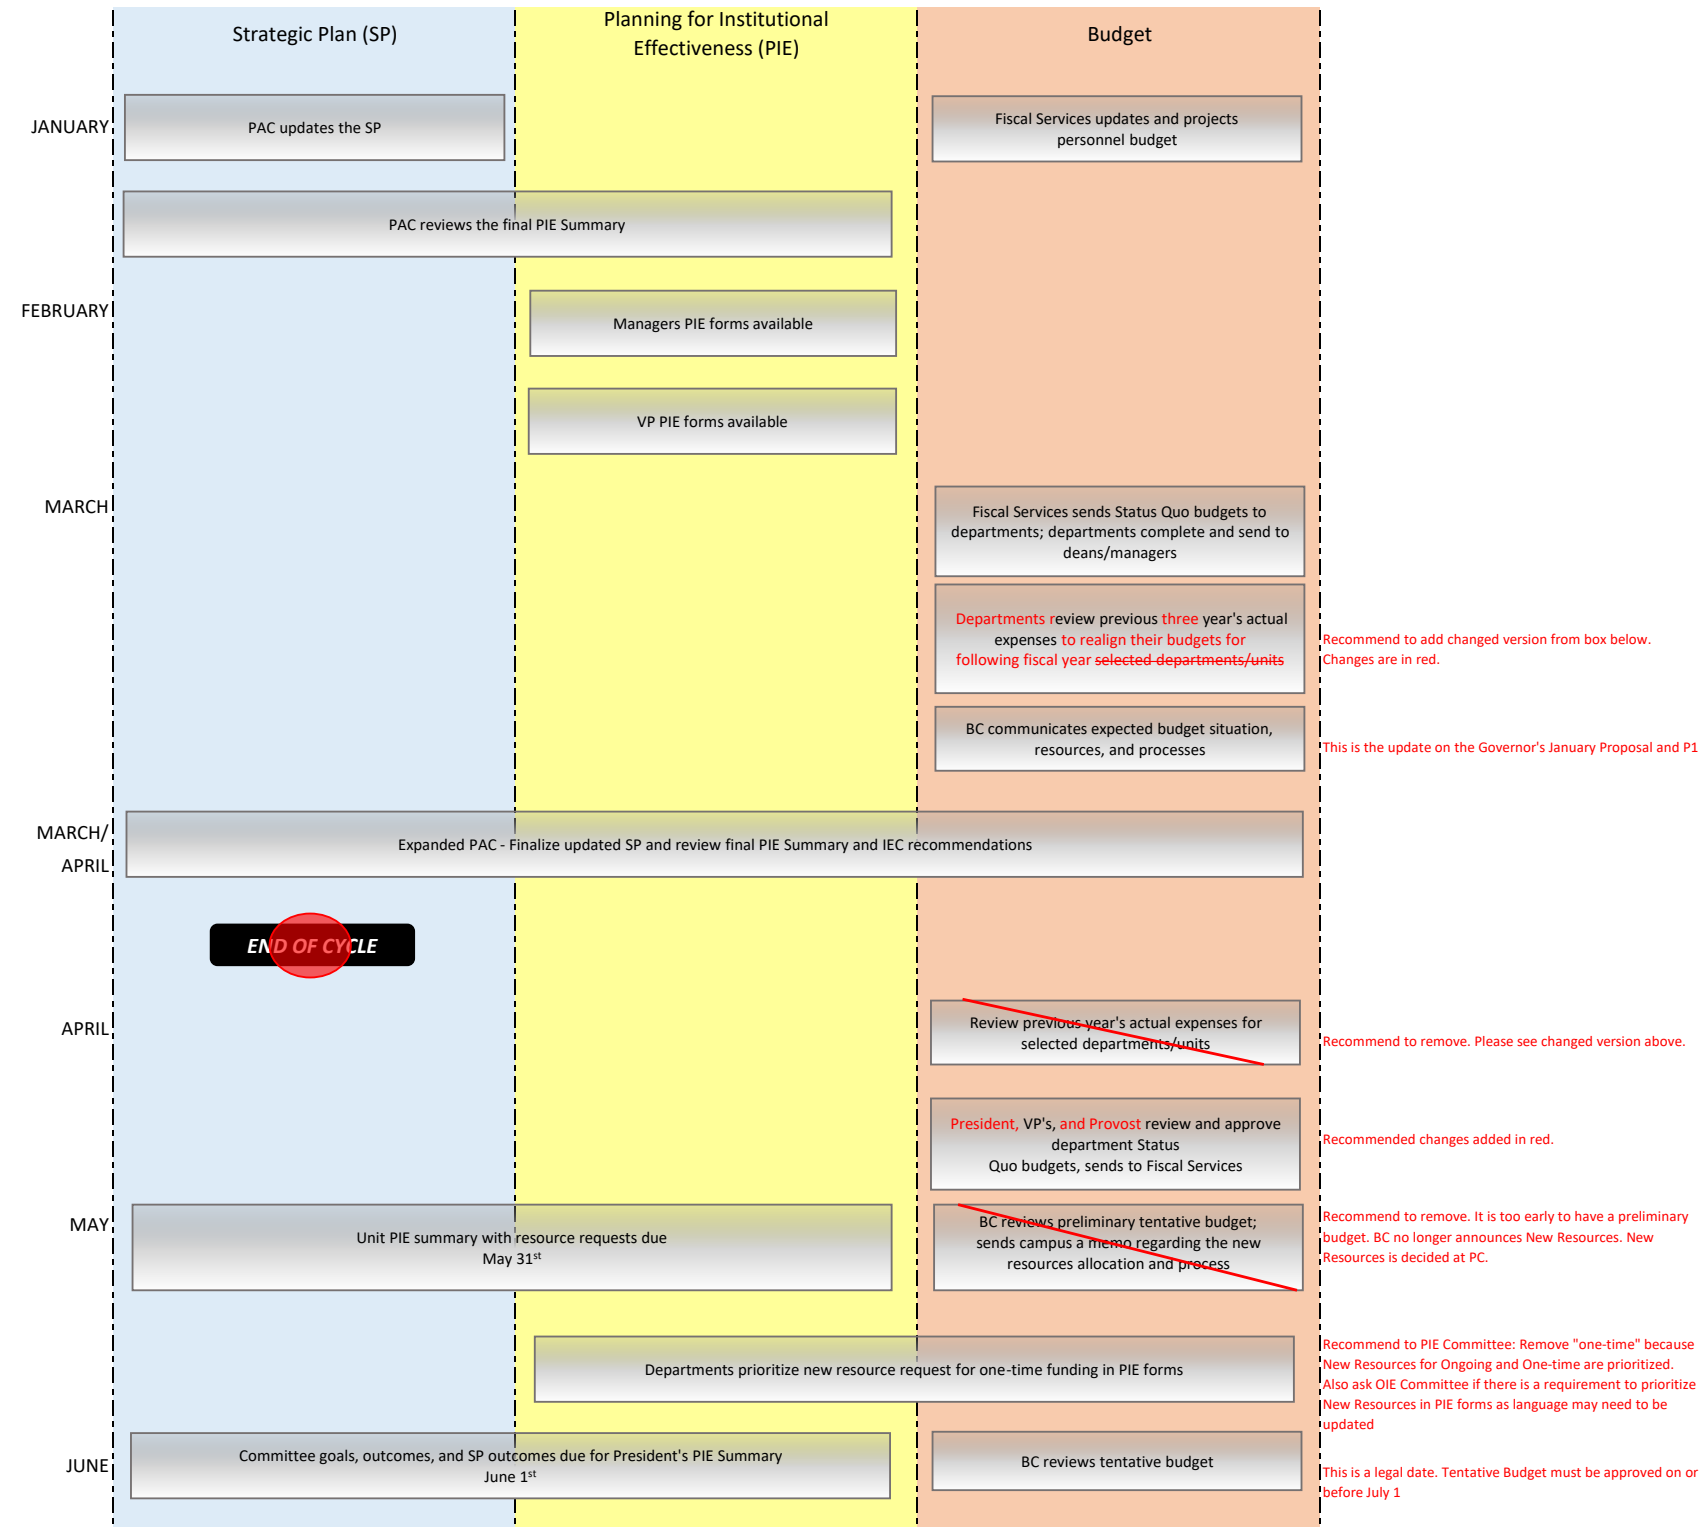 Strategic Plan (SP)
Planning for Institutional
Effectiveness (PIE)
Budget
JANUARY
PAC updates the SP
Fiscal Services updates and projects
personnel budget
PAC reviews the final PIE Summary
FEBRUARY
Managers PIE forms available
VP PIE forms available
MARCH
Fiscal Services sends Status Quo budgets to
departments; departments complete and send to
deans/managers
Departments review previous three year's actual
expenses to realign their budgets for
following fiscal year selected departments/units
Recommend to add changed version from box below.
Changes are in red.
BC communicates expected budget situation,
resources, and processes
This is the update on the Governor's January Proposal and P1
MARCH/
APRIL
Expanded PAC - Finalize updated SP and review final PIE Summary and IEC recommendations
END OF CYCLE
APRIL
Review previous year's actual expenses for
selected departments/units
Recommend to remove. Please see changed version above.
President, VP's, and Provost review and approve
department Status
Quo budgets, sends to Fiscal Services
Recommended changes added in red.
MAY
Unit PIE summary with resource requests due
May 31st
BC reviews preliminary tentative budget;
sends campus a memo regarding the new
resources allocation and process
Recommend to remove. It is too early to have a preliminary
budget. BC no longer announces New Resources. New
Resources is decided at PC.
Departments prioritize new resource request for one-time funding in PIE forms
Recommend to PIE Committee: Remove "one-time" because
New Resources for Ongoing and One-time are prioritized.
Also ask OIE Committee if there is a requirement to prioritize
New Resources in PIE forms as language may need to be
updated
JUNE
Committee goals, outcomes, and SP outcomes due for President's PIE Summary
June 1st
BC reviews tentative budget
This is a legal date. Tentative Budget must be approved on or
before July 1